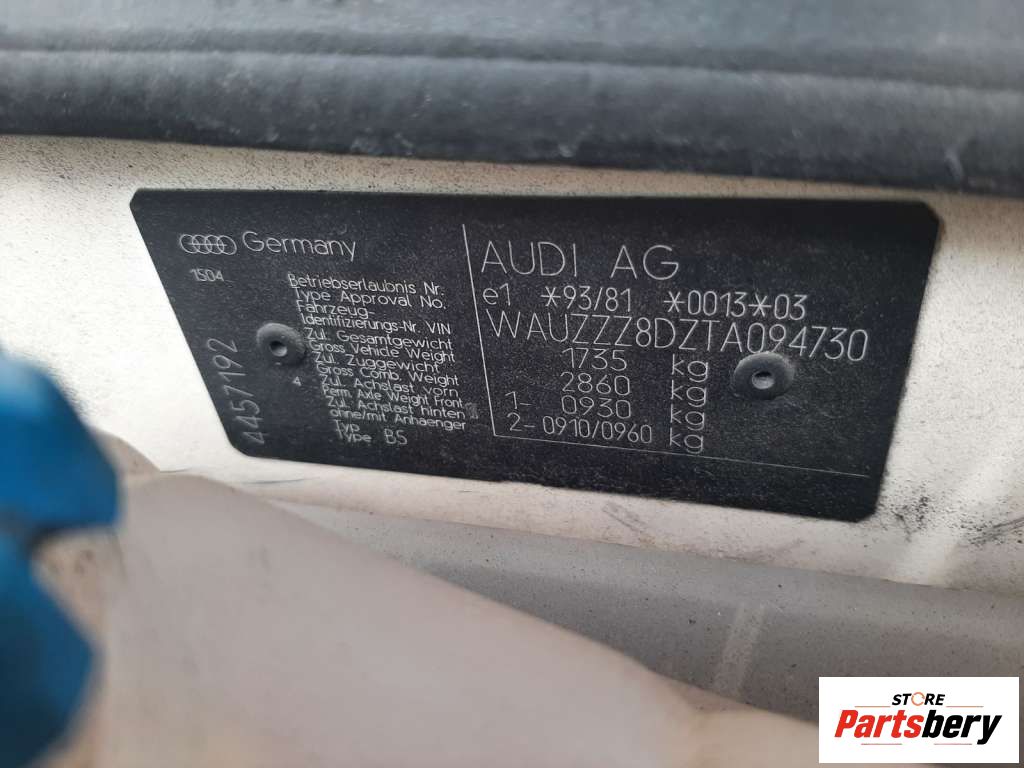 Germany
1504
Betriebserlaubnis Nr.
Type Approval No.
Fahrzeug-
Identifizierungs-Nr. VIN
Zul. Gesamtgewicht
Gross Vehicle Weight
Zul. Zuggewicht
Gross Comb. Weight
4 Zul. Achslast vorn
Perm. Axle Weight Front
Zul. Achslast hinten
ohne/mit Anhaenger
Typ
Type B5
4457192
AUDI AG
e1 *93/81 *0013*03
WAUZZZ8DZTA094730
1735 kg
2860 kg
1- 0930 kg
2- 0910/0960 kg
STORE
Partsbery